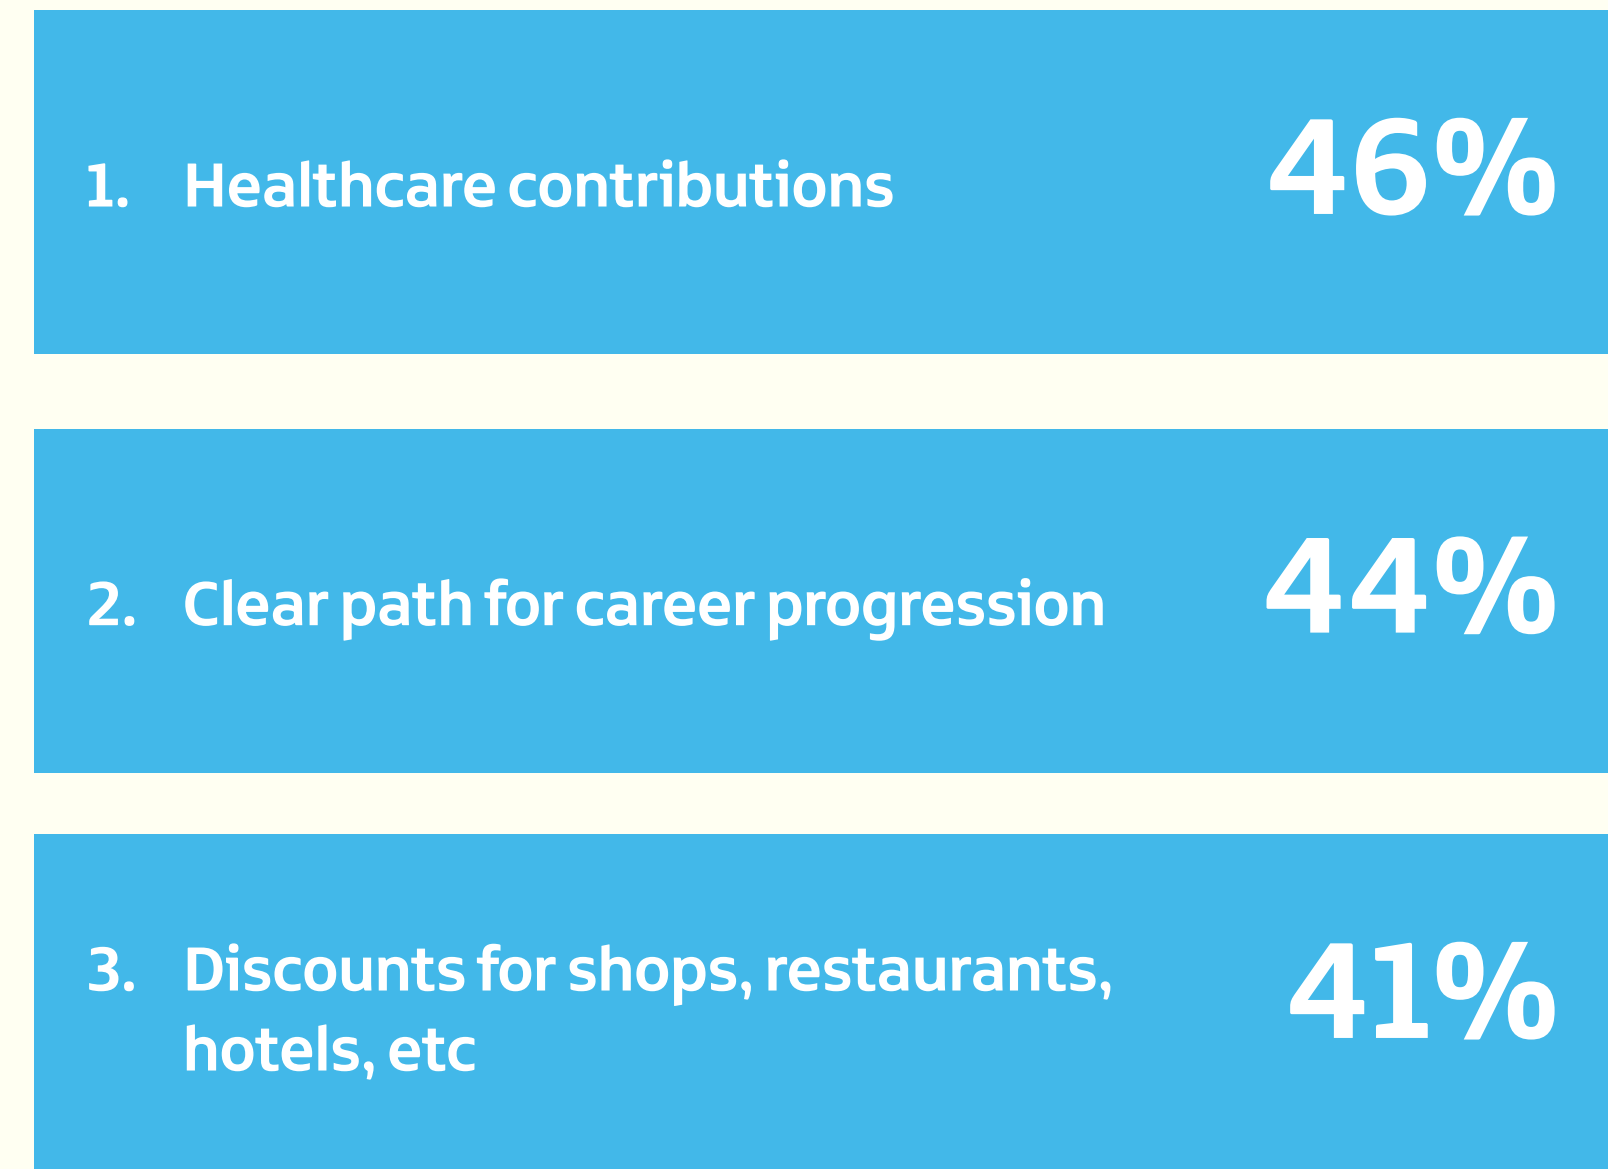 1. Healthcare contributions 46%
2. Clear path for career progression 44%
3. Discounts for shops, restaurants, 41%
hotels, etc